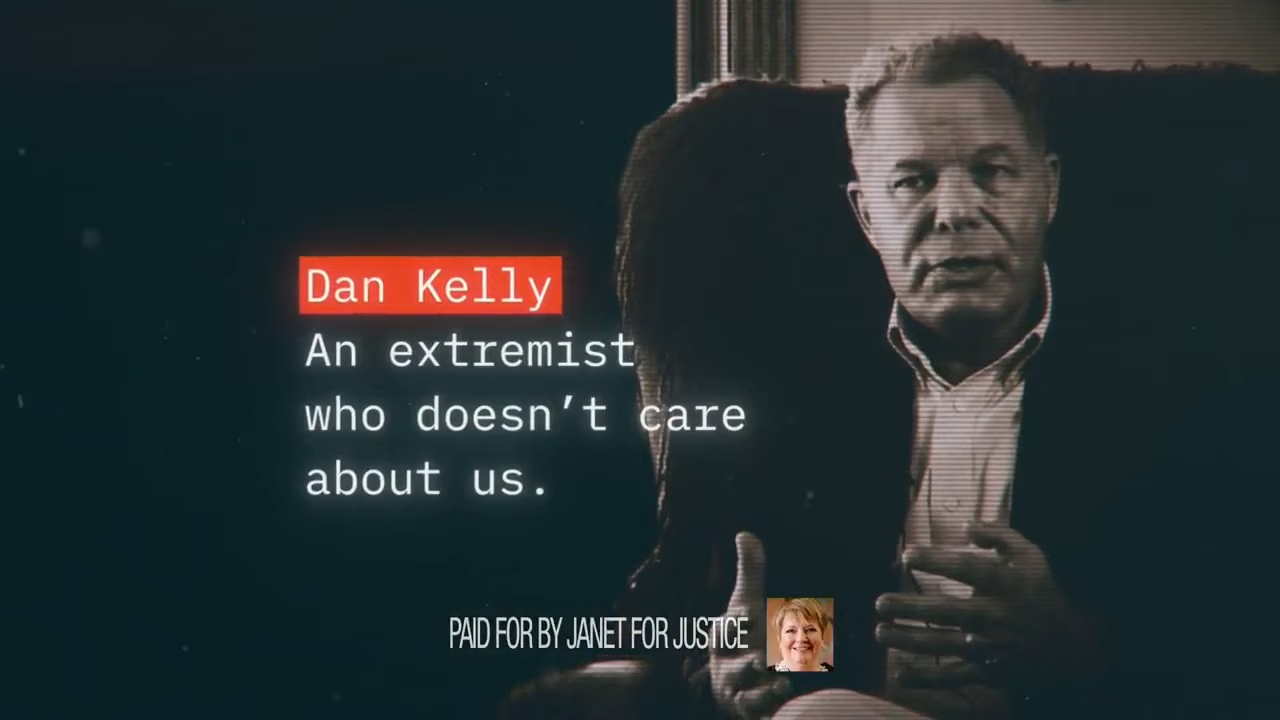 Dan Kelly
An extremist
who doesn’t care
about us.
PAID FOR BY JANET FOR JUSTICE